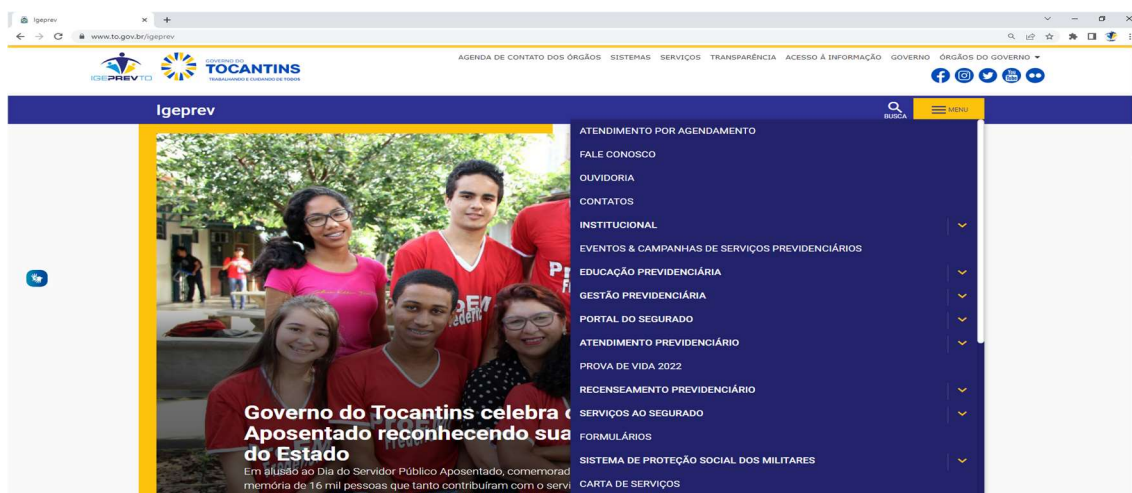 Igeprev
www.to.gov.br/igeprev
IGEPREVTO
GOVERNO DO
TOCANTINS
TRABALHANDO E CUIDANDO DE TODOS
AGENDA DE CONTATO DOS ÓRGÃOS SISTEMAS SERVIÇOS TRANSPARÊNCIA ACESSO À INFORMAÇÃO GOVERNO ÓRGÃOS DO GOVERNO
Igeprev
BUSCA
MENU
ATENDIMENTO POR AGENDAMENTO
FALE CONOSCO
OUVIDORIA
CONTATOS
INSTITUCIONAL
EVENTOS & CAMPANHAS DE SERVIÇOS PREVIDENCIÁRIOS
EDUCAÇÃO PREVIDENCIÁRIA
GESTÃO PREVIDENCIÁRIA
PORTAL DO SEGURADO
ATENDIMENTO PREVIDENCIÁRIO
PROVA DE VIDA 2022
RECENSEAMENTO PREVIDENCIÁRIO
SERVIÇOS AO SEGURADO
FORMULÁRIOS
SISTEMA DE PROTEÇÃO SOCIAL DOS MILITARES
CARTA DE SERVIÇOS
Governo do Tocantins celebra
Aposentado reconhecendo sua
do Estado
Em alusão ao Dia do Servidor Público Aposentado, comemorad
memória de 16 mil pessoas que tanto contribuíram com o servi